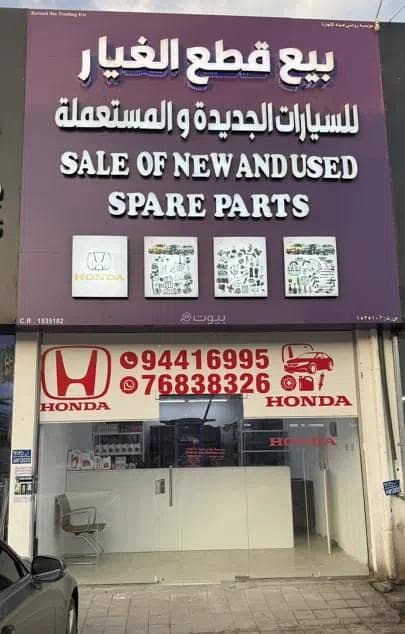 بيع قطع الغيار
للسيارات الجديدة و المستعملة
SALE OF NEW AND USED
SPARE PARTS
HONDA
بيوت
C.R. 1535102
94416995
76838326
HONDA
HONDA
HONDA